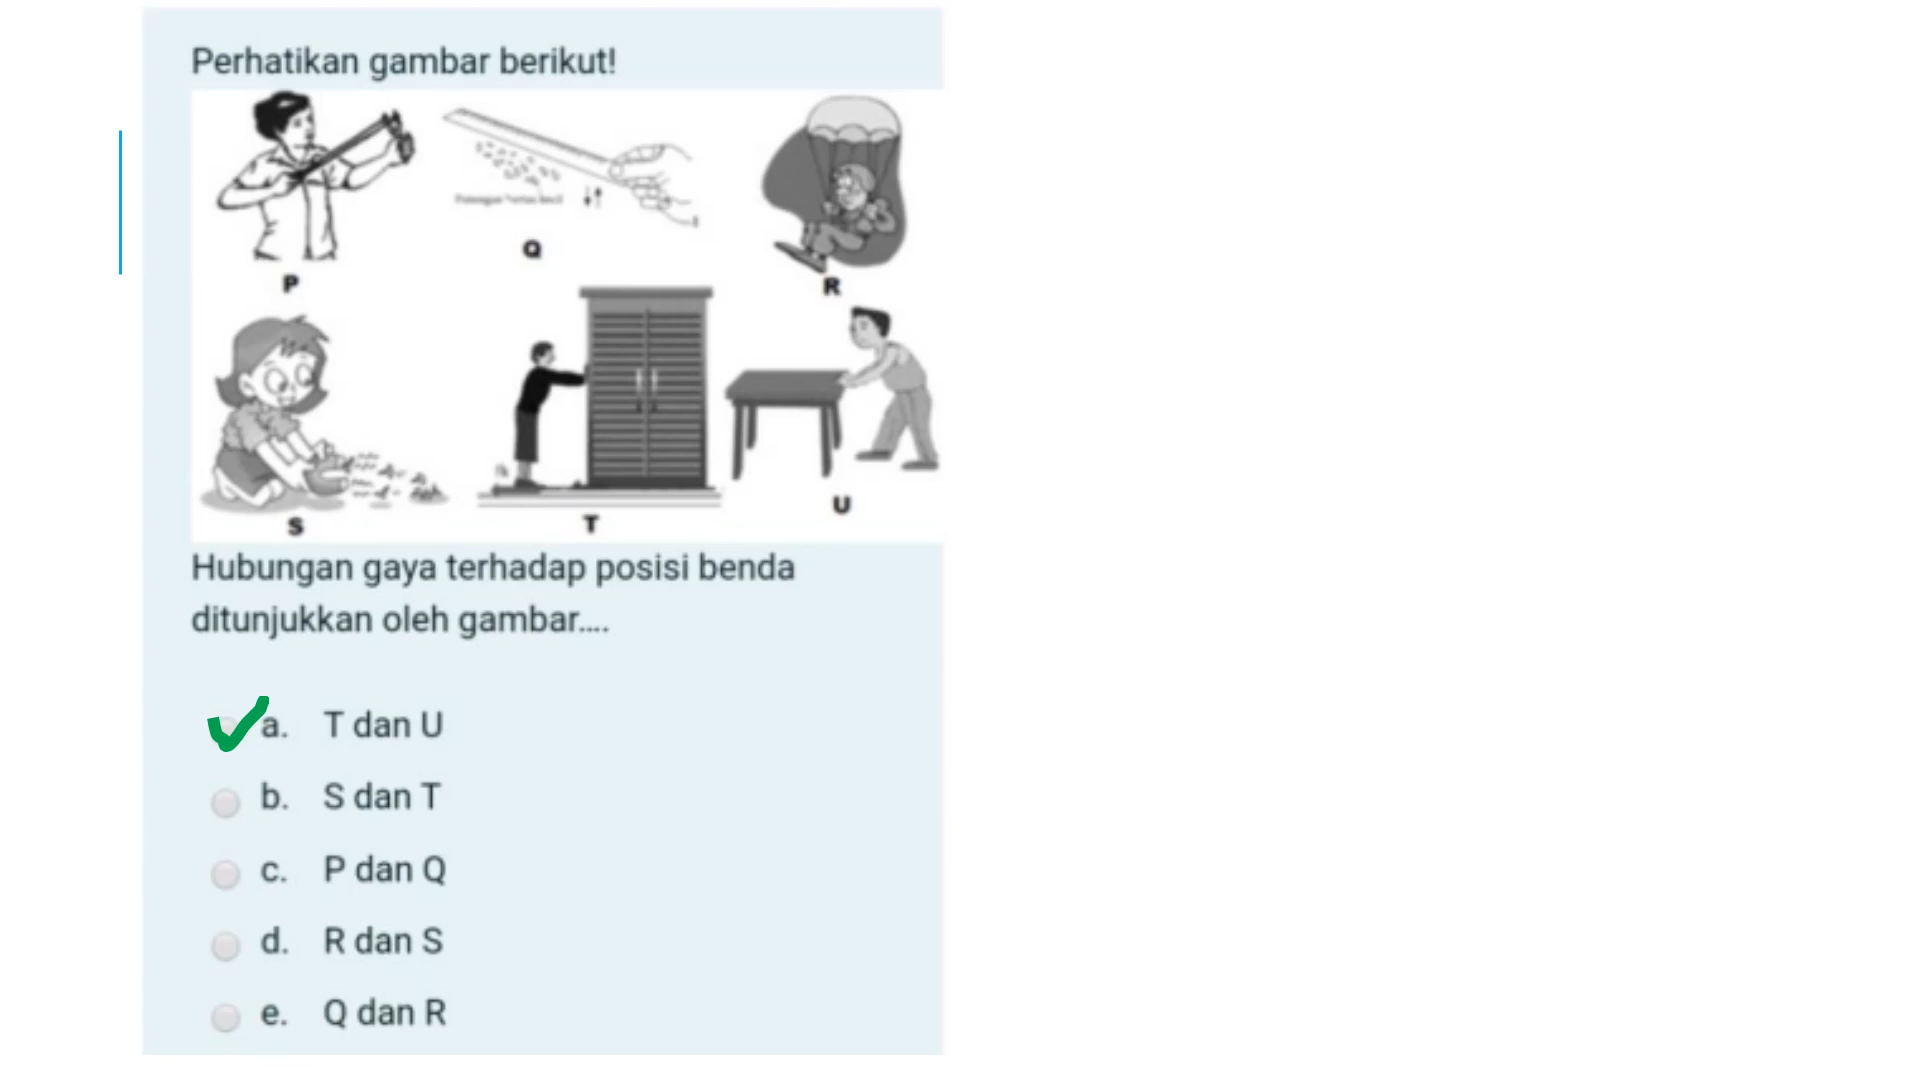 Perhatikan gambar berikut!
P
Q
R
S
T
U
Hubungan gaya terhadap posisi benda
ditunjukkan oleh gambar....
a. T dan U
b. S dan T
c. P dan Q
d. R dan S
e. Q dan R